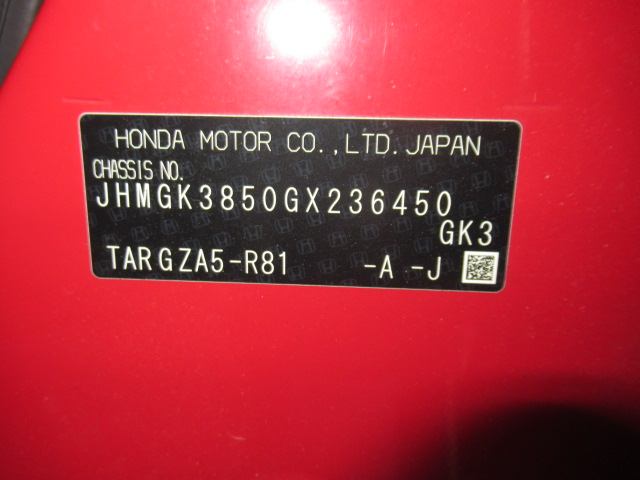 HONDA MOTOR CO.,LTD. JAPAN
CHASSIS NO.
JHMGK3850GX236450
GK3
TARGZA5-R81 -A -J